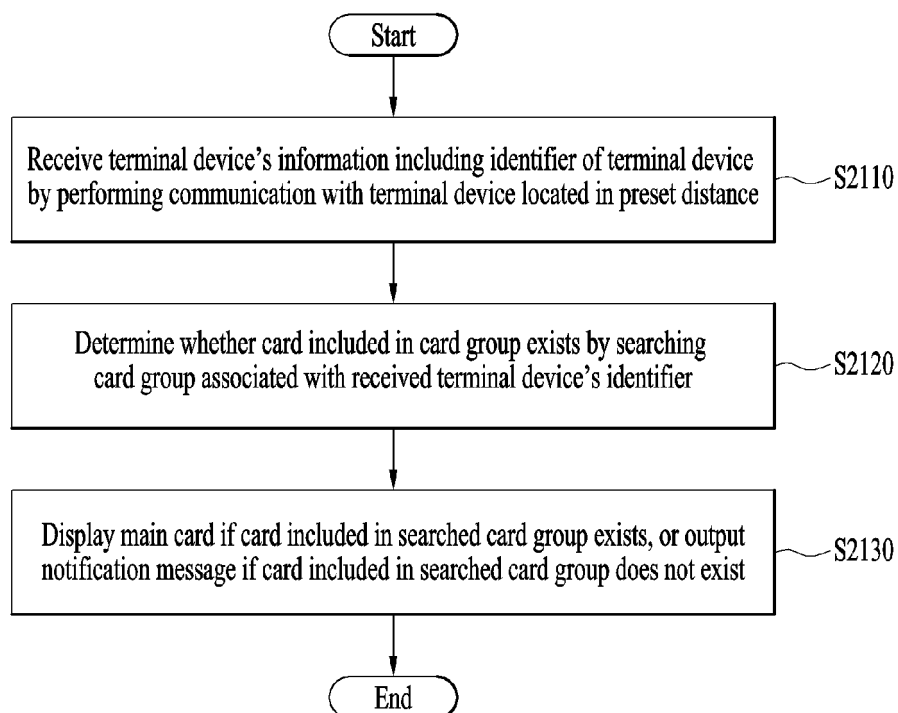 Start
Receive terminal device's information including identifier of terminal device
by performing communication with terminal device located in preset distance
S2110
Determine whether card included in card group exists by searching
card group associated with received terminal device's identifier
S2120
Display main card if card included in searched card group exists, or output
notification message if card included in searched card group does not exist
S2130
End